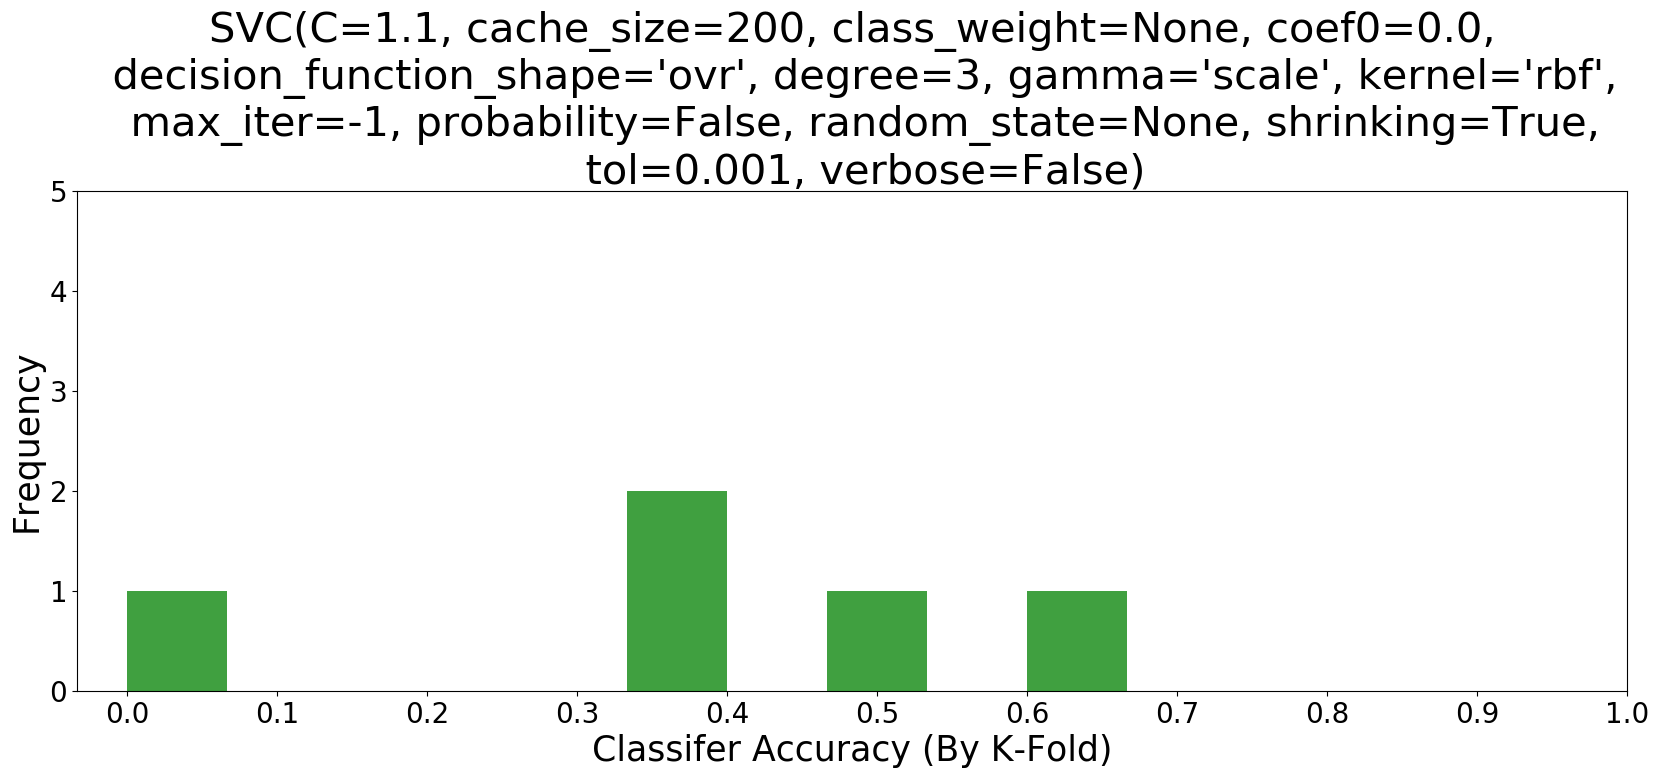 SVC(C=1.1, cache_size=200, class_weight=None, coef0=0.0,
decision_function_shape='ovr', degree=3, gamma='scale', kernel='rbf',
max_iter=-1, probability=False, random_state=None, shrinking=True,
tol=0.001, verbose=False)
5
4
3
2
1
0
Frequency
0.0 0.1 0.2 0.3 0.4 0.5 0.6 0.7 0.8 0.9 1.0
Classifer Accuracy (By K-Fold)